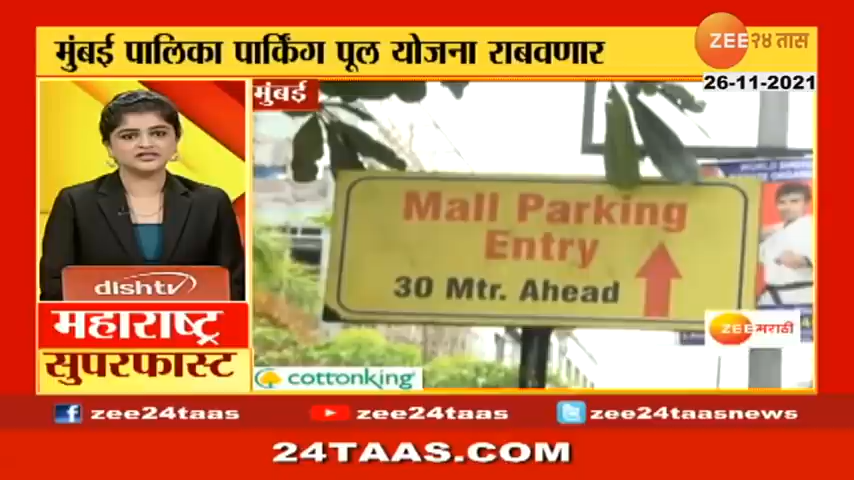 मुंबई पालिका पार्किंग पूल योजना राबवणार
ZEE २४ तास
26-11-2021
मुंबई
Mall Parking
Entry
30 Mtr. Ahead
dishtv
ZEE मराठी
महाराष्ट्र
सुपरफास्ट
cottonking
zee24taas
zee24taas
zee24taasnews
24TAAS.COM